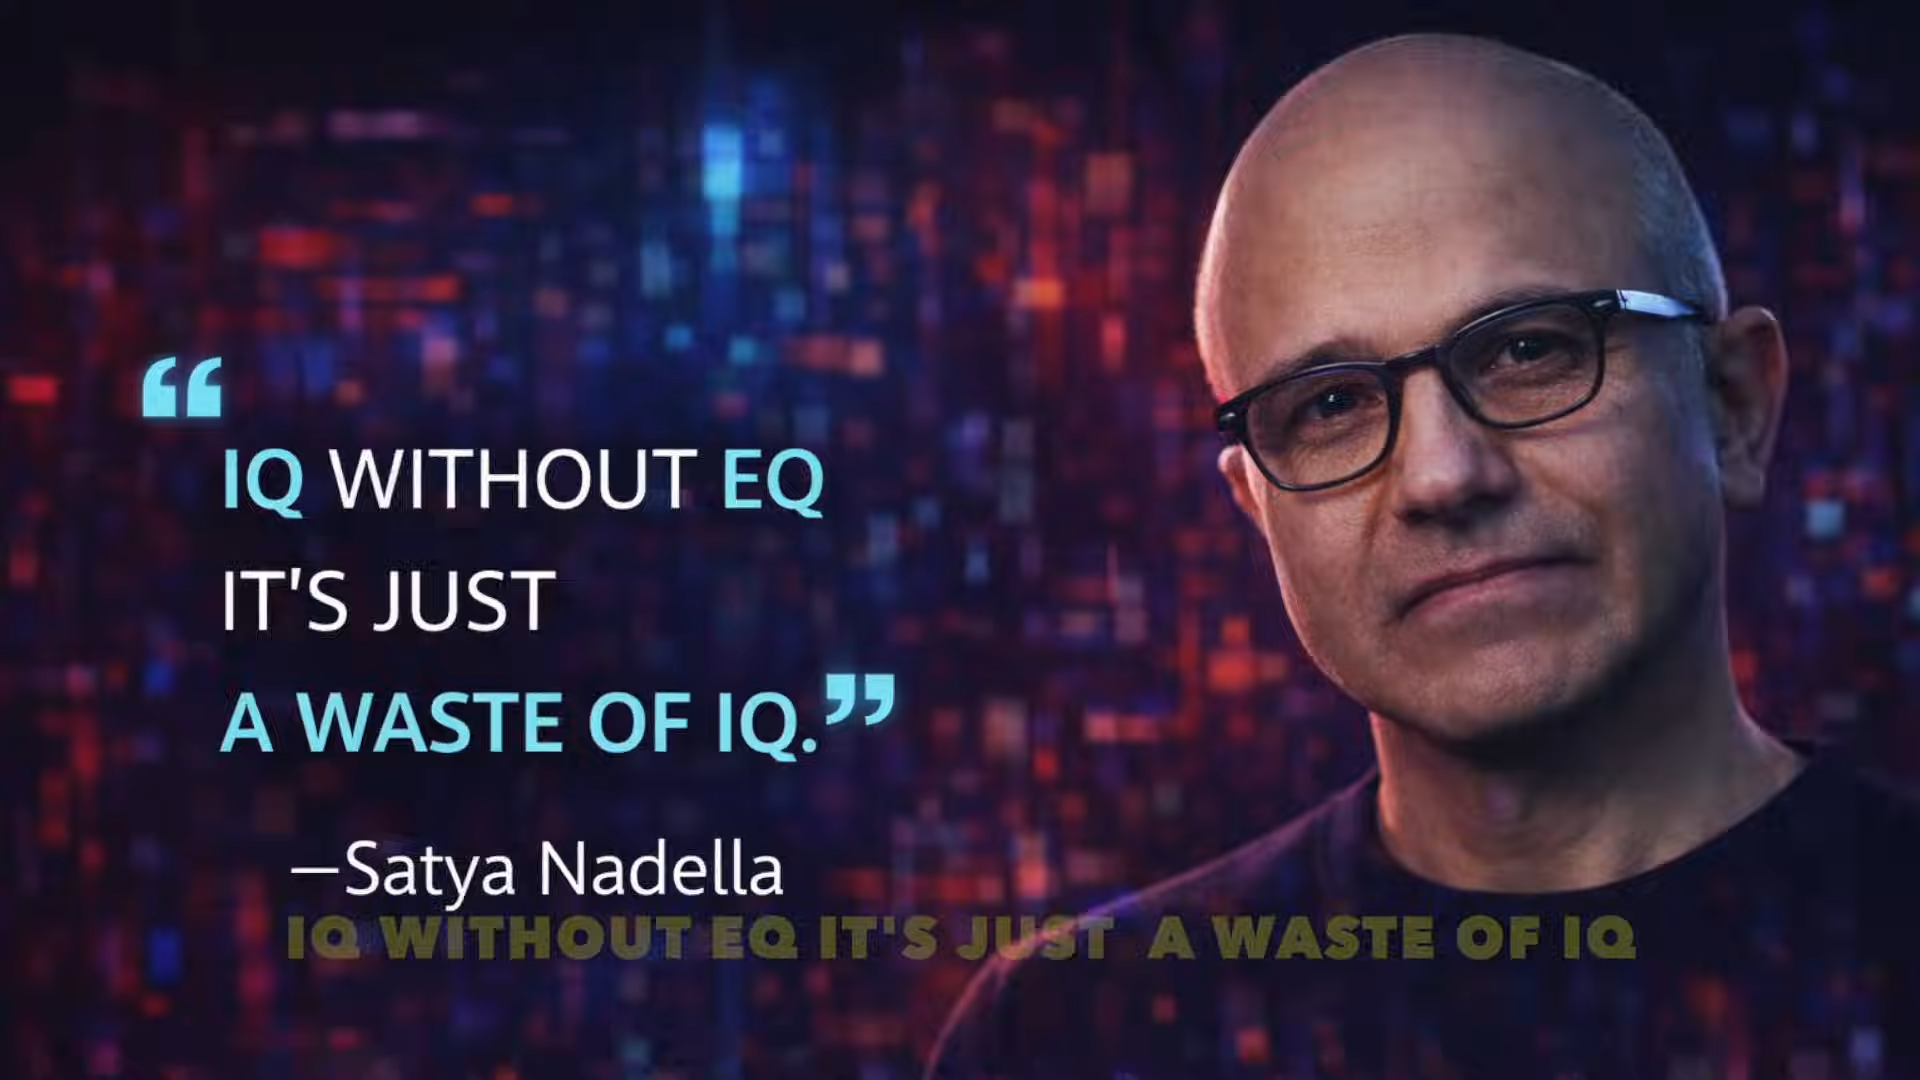 “
IQ WITHOUT EQ
IT'S JUST
A WASTE OF IQ.”
—Satya Nadella
IQ WITHOUT EQ IT'S JUST A WASTE OF IQ